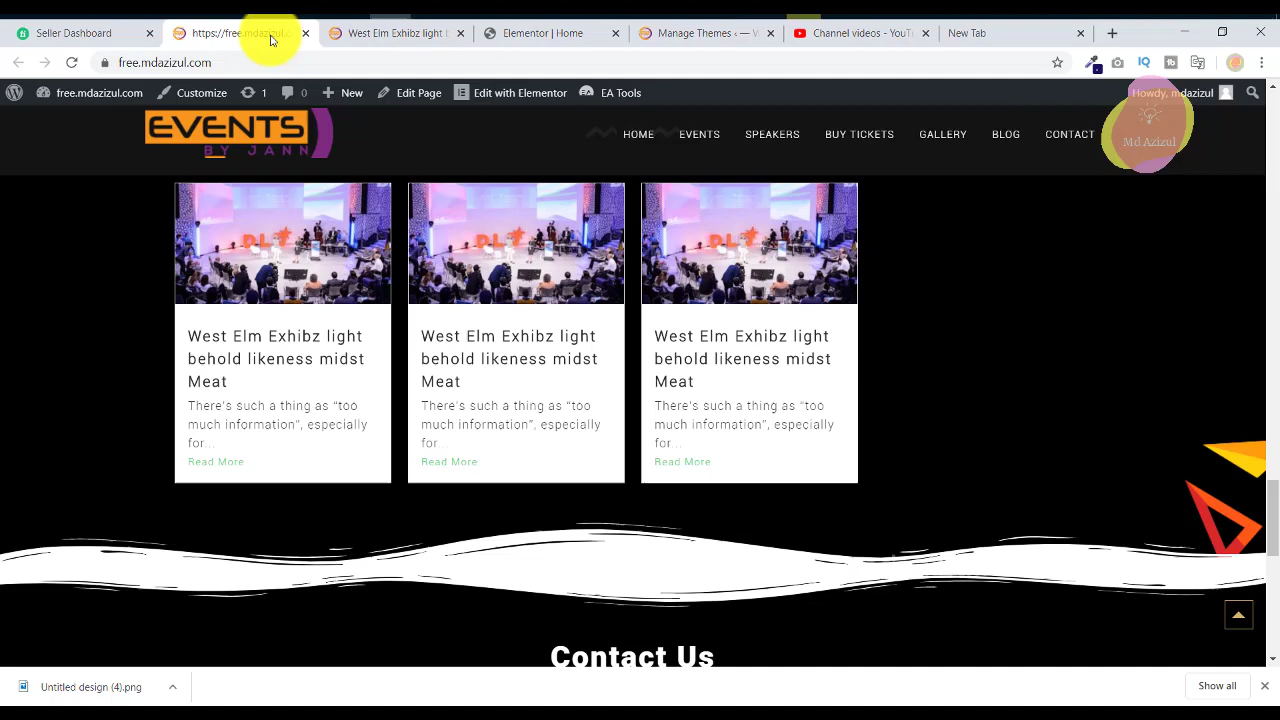 Seller Dashboa
https://free.mdazizul.c
West Elm Exhibz light b
Elementor | Home
Manage Themes ‹ — W
Channel videos - YouTu
New Tab
free.mdazizul.com
free.mdazizul.com
Customize
1
0
New
Edit Page
Edit with Elementor
EA Tools
Howdy, mdazizul
EVENTS
BY JANN
HOME
EVENTS
SPEAKERS
BUY TICKETS
GALLERY
BLOG
CONTACT
Md Azizul
West Elm Exhibz light
behold likeness midst
Meat
There's such a thing as “too
much information”, especially
for...
Read More
West Elm Exhibz light
behold likeness midst
Meat
There's such a thing as “too
much information”, especially
for...
Read More
West Elm Exhibz light
behold likeness midst
Meat
There's such a thing as “too
much information”, especially
for...
Read More
Contact Us
Untitled design (4).png
Show all